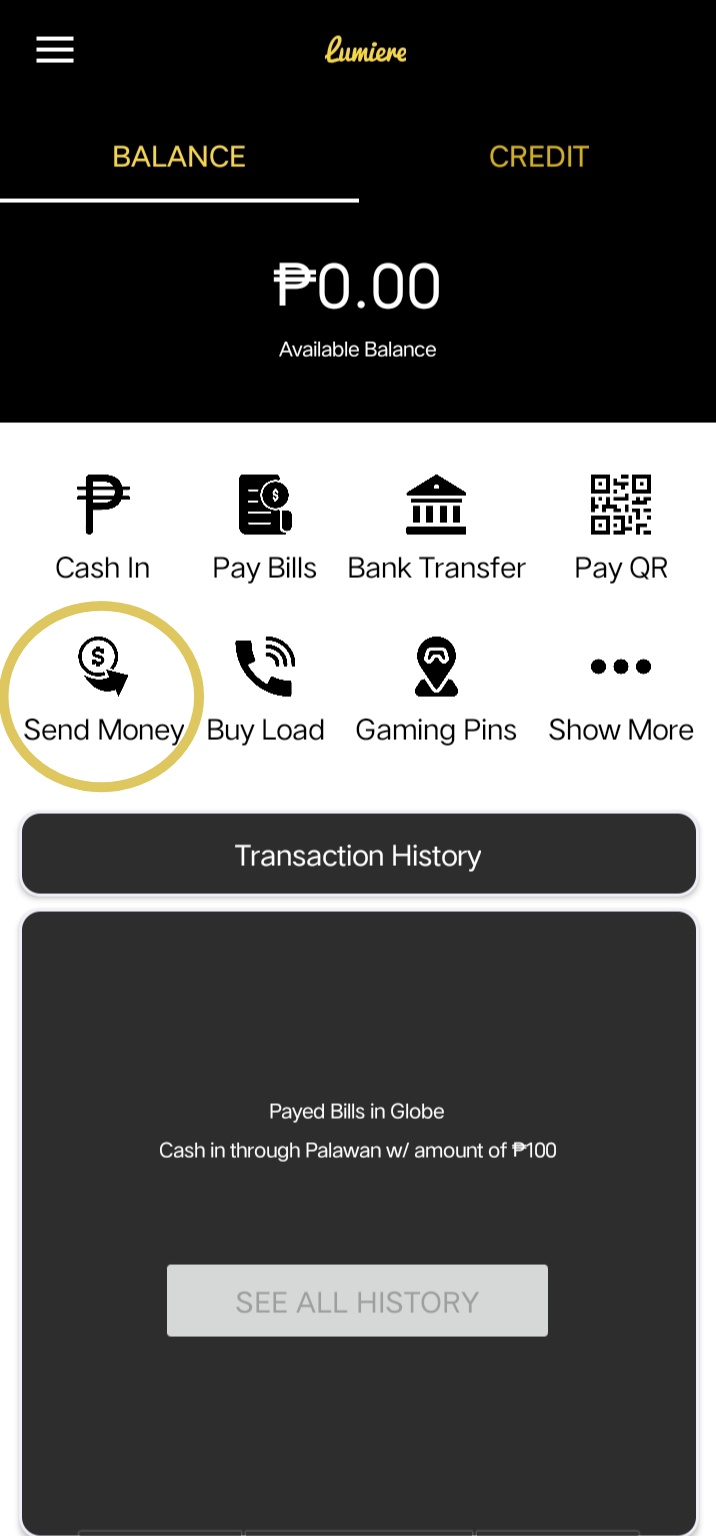 Lumiere
BALANCE
CREDIT
₱0.00
Available Balance
Cash In
Pay Bills
Bank Transfer
Pay QR
Send Money
Buy Load
Gaming Pins
Show More
Transaction History
Payed Bills in Globe
Cash in through Palawan w/ amount of ₱100
SEE ALL HISTORY